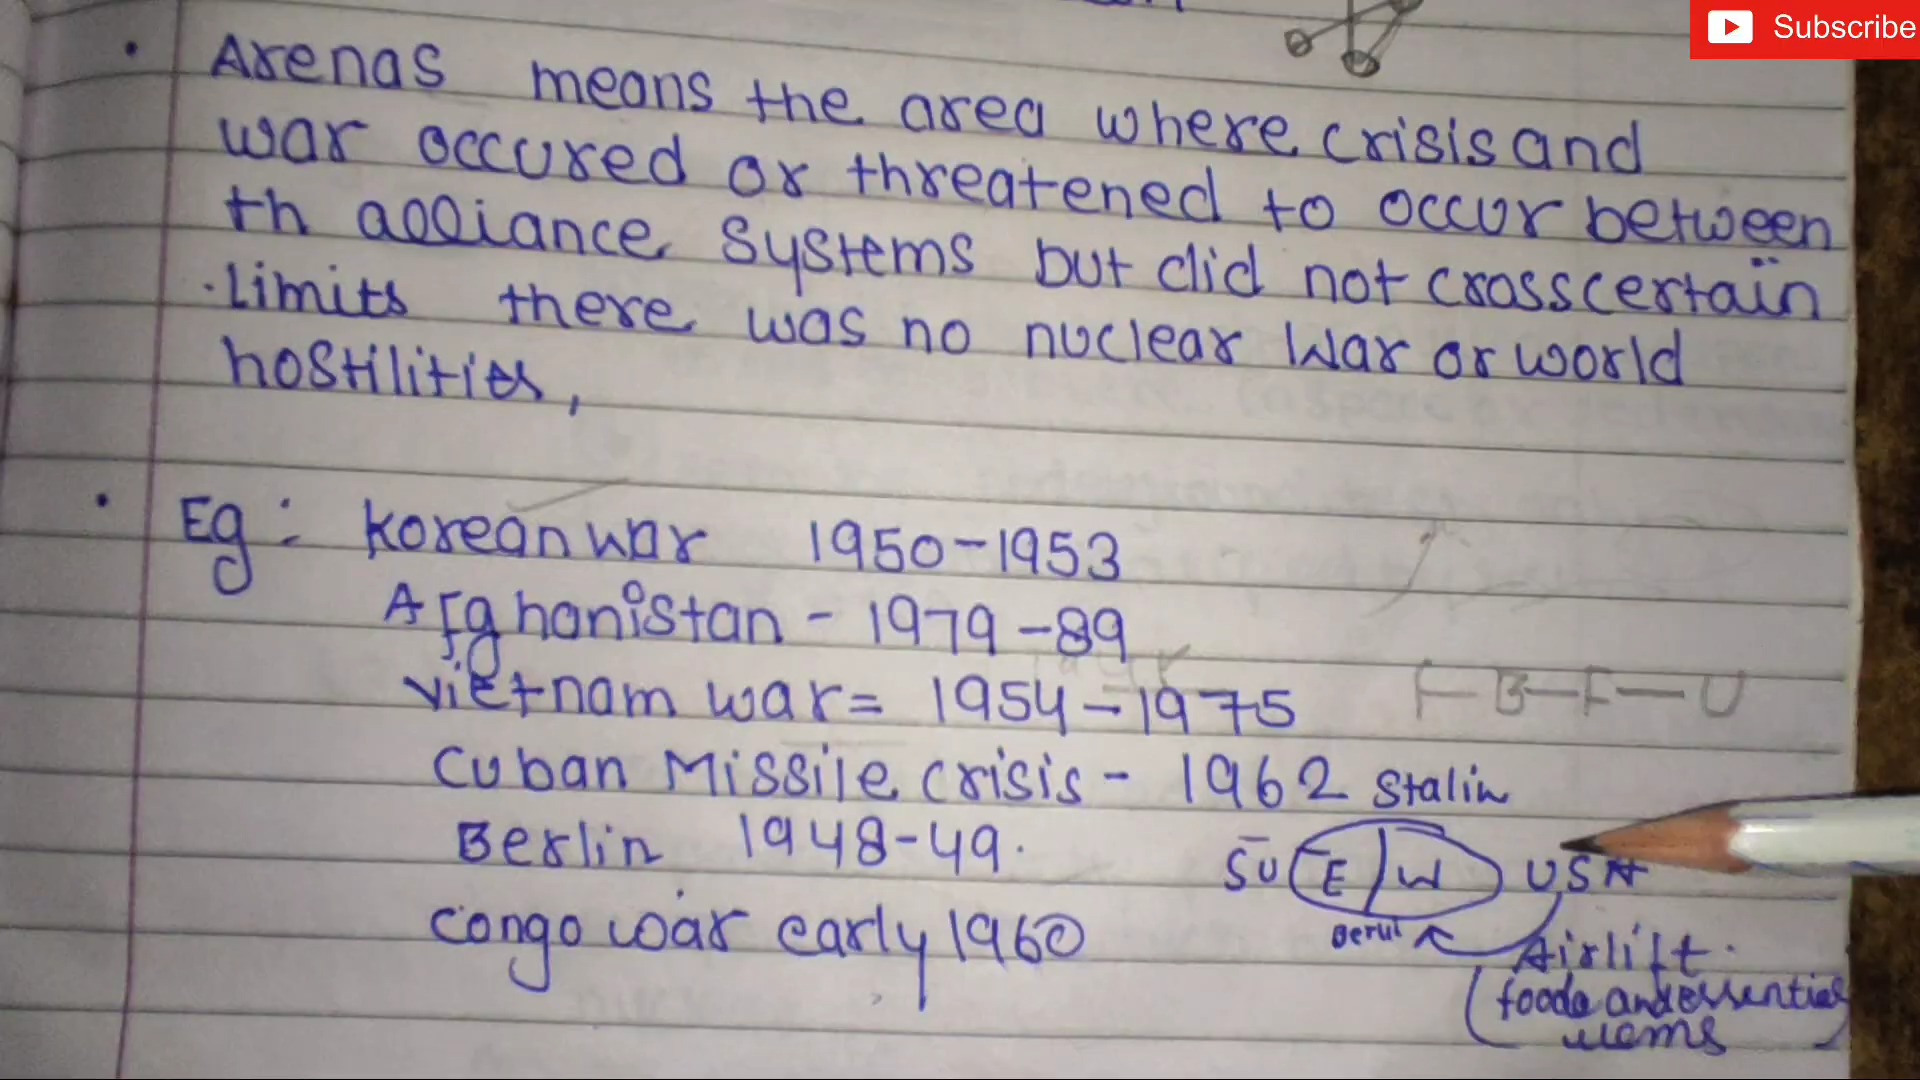 Subscribe
Arenas means the area where crisis and
war occured or threatened to occur between
th alliance systems but did not cross certain
limits there was no nuclear war or world
hostilities,
Eg: Korean war 1950-1953
Afghanistan - 1979-89
Vietnam war = 1954-1975
F-B-F-U
Cuban Missile crisis - 1962 Stalin
Berlin 1948-49.
SU E/W USA
Congo war early 1960
Airlift.
(foods and essential
items